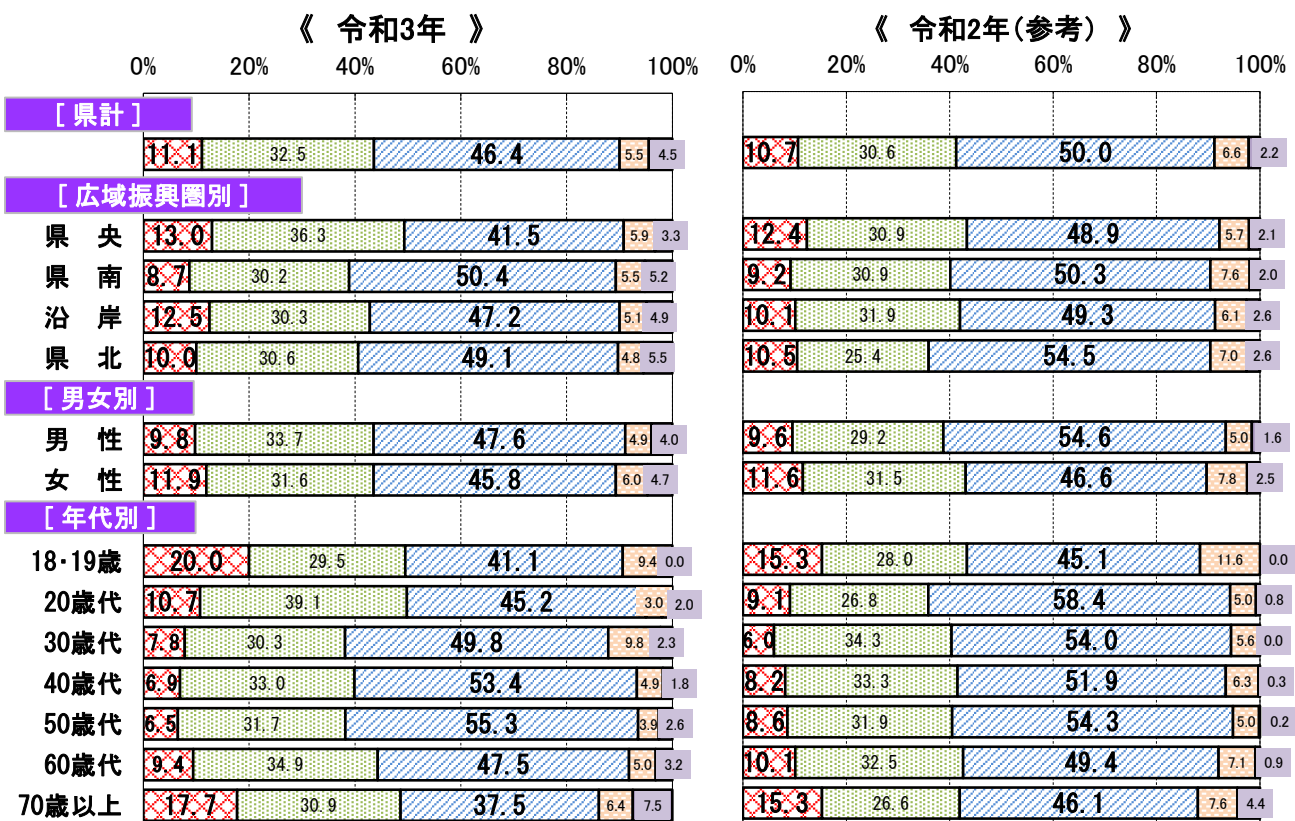 《 令和3年 》 《 令和2年(参考) 》
0% 20% 40% 60% 80% 100% 0% 20% 40% 60% 80% 100%
[ 県計 ]
11.1 32.5 46.4 5.5 4.5 10.7 30.6 50.0 6.6 2.2
[ 広域振興圏別 ]
県 央 13.0 36.3 41.5 5.9 3.3 12.4 30.9 48.9 5.7 2.1
県 南 8.7 30.2 50.4 5.5 5.2 9.2 30.9 50.3 7.6 2.0
沿 岸 12.5 30.3 47.2 5.1 4.9 10.1 31.9 49.3 6.1 2.6
県 北 10.0 30.6 49.1 4.8 5.5 10.5 25.4 54.5 7.0 2.6
[ 男女別 ]
男 性 9.8 33.7 47.6 4.9 4.0 9.6 29.2 54.6 5.0 1.6
女 性 11.9 31.6 45.8 6.0 4.7 11.6 31.5 46.6 7.8 2.5
[ 年代別 ]
18・19歳 20.0 29.5 41.1 9.4 0.0 15.3 28.0 45.1 11.6 0.0
20歳代 10.7 39.1 45.2 3.0 2.0 9.1 26.8 58.4 5.0 0.8
30歳代 7.8 30.3 49.8 9.8 2.3 6.0 34.3 54.0 5.6 0.0
40歳代 6.9 33.0 53.4 4.9 1.8 8.2 33.3 51.9 6.3 0.3
50歳代 6.5 31.7 55.3 3.9 2.6 8.6 31.9 54.3 5.0 0.2
60歳代 9.4 34.9 47.5 5.0 3.2 10.1 32.5 49.4 7.1 0.9
70歳以上 17.7 30.9 37.5 6.4 7.5 15.3 26.6 46.1 7.6 4.4